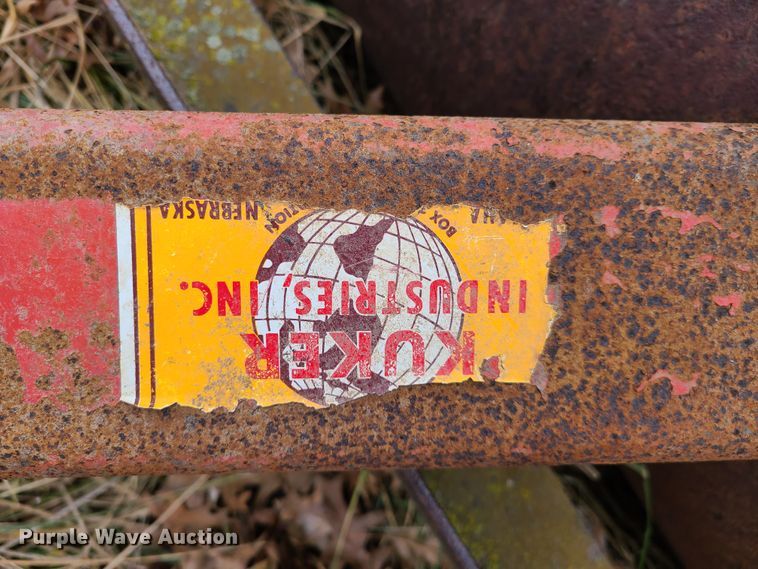 KUKER
INDUSTRIES, INC.
BOX
NEBRASKA
Purple Wave Auction